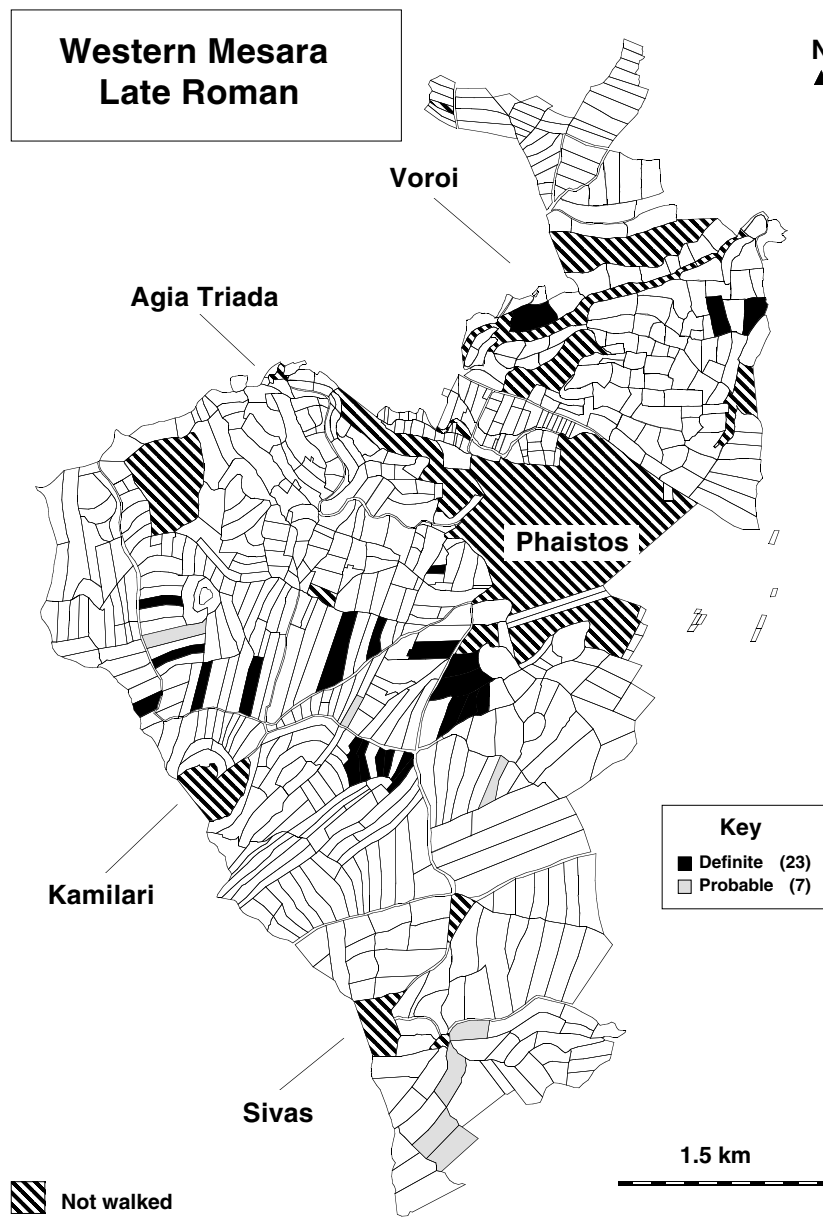 Western Mesara
Late Roman
N
Voroi
Agia Triada
Phaistos
Key
Definite (23)
Probable (7)
Kamilari
Sivas
1.5 km
Not walked